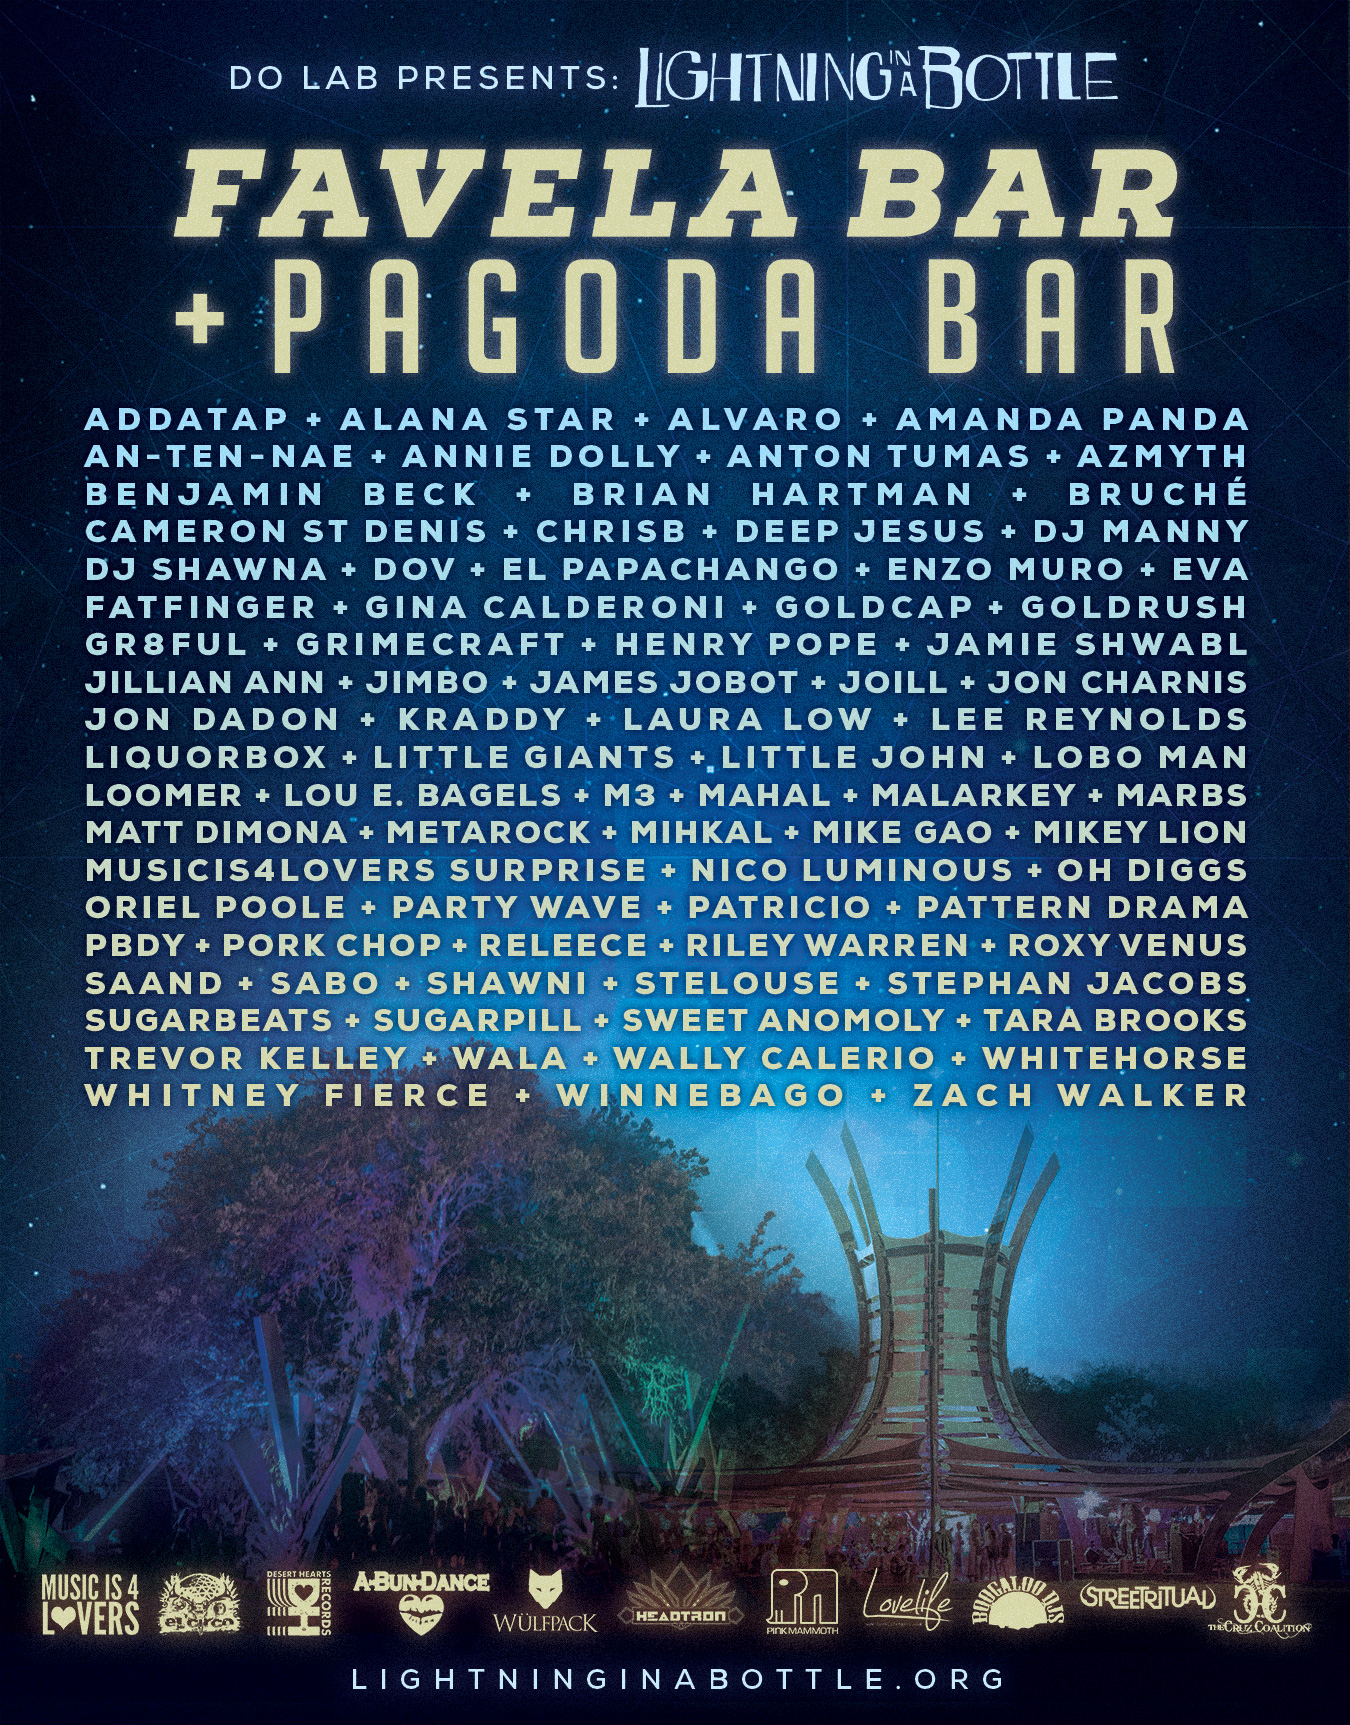 DO LAB PRESENTS: LIGHTNING IN A BOTTLE
FAVELA BAR
+ PAGODA BAR
ADDATAP + ALANA STAR + ALVARO + AMANDA PANDA
AN-TEN-NAE + ANNIE DOLLY + ANTON TUMAS + AZMYTH
BENJAMIN BECK + BRIAN HARTMAN + BRUCHÉ
CAMERON ST DENIS + CHRISB + DEEP JESUS + DJ MANNY
DJ SHAWNA + DOV + EL PAPACHANGO + ENZO MURO + EVA
FATFINGER + GINA CALDERONI + GOLDCAP + GOLDRUSH
GR8FUL + GRIMECRAFT + HENRY POPE + JAMIE SHWABL
JILLIAN ANN + JIMBO + JAMES JOBOT + JOILL + JON CHARNIS
JON DADON + KRADDY + LAURA LOW + LEE REYNOLDS
LIQUORBOX + LITTLE GIANTS + LITTLE JOHN + LOBO MAN
LOOMER + LOU E. BAGELS + M3 + MAHAL + MALARKEY + MARBS
MATT DIMONA + METAROCK + MIHKAL + MIKE GAO + MIKEY LION
MUSICIS4LOVERS SURPRISE + NICO LUMINOUS + OH DIGGS
ORIEL POOLE + PARTY WAVE + PATRICIO + PATTERN DRAMA
PBDY + PORK CHOP + RELEECE + RILEY WARREN + ROXY VENUS
SAAND + SABO + SHAWNI + STELOUSE + STEPHAN JACOBS
SUGARBEATS + SUGARPILL + SWEET ANOMOLY + TARA BROOKS
TREVOR KELLEY + WALA + WALLY CALERIO + WHITEHORSE
WHITNEY FIERCE + WINNEBAGO + ZACH WALKER
MUSIC IS 4 LOVERS
el circo
DESERT HEARTS RECORDS
A-BUN-DANCE
WÜLFPACK
HEADTRON
PINK MAMMOTH
Lovelife
BOOGALOO DJS
STREETRITUAL
THE CRUZ COALITION
LIGHTNINGINABOTTLE.ORG